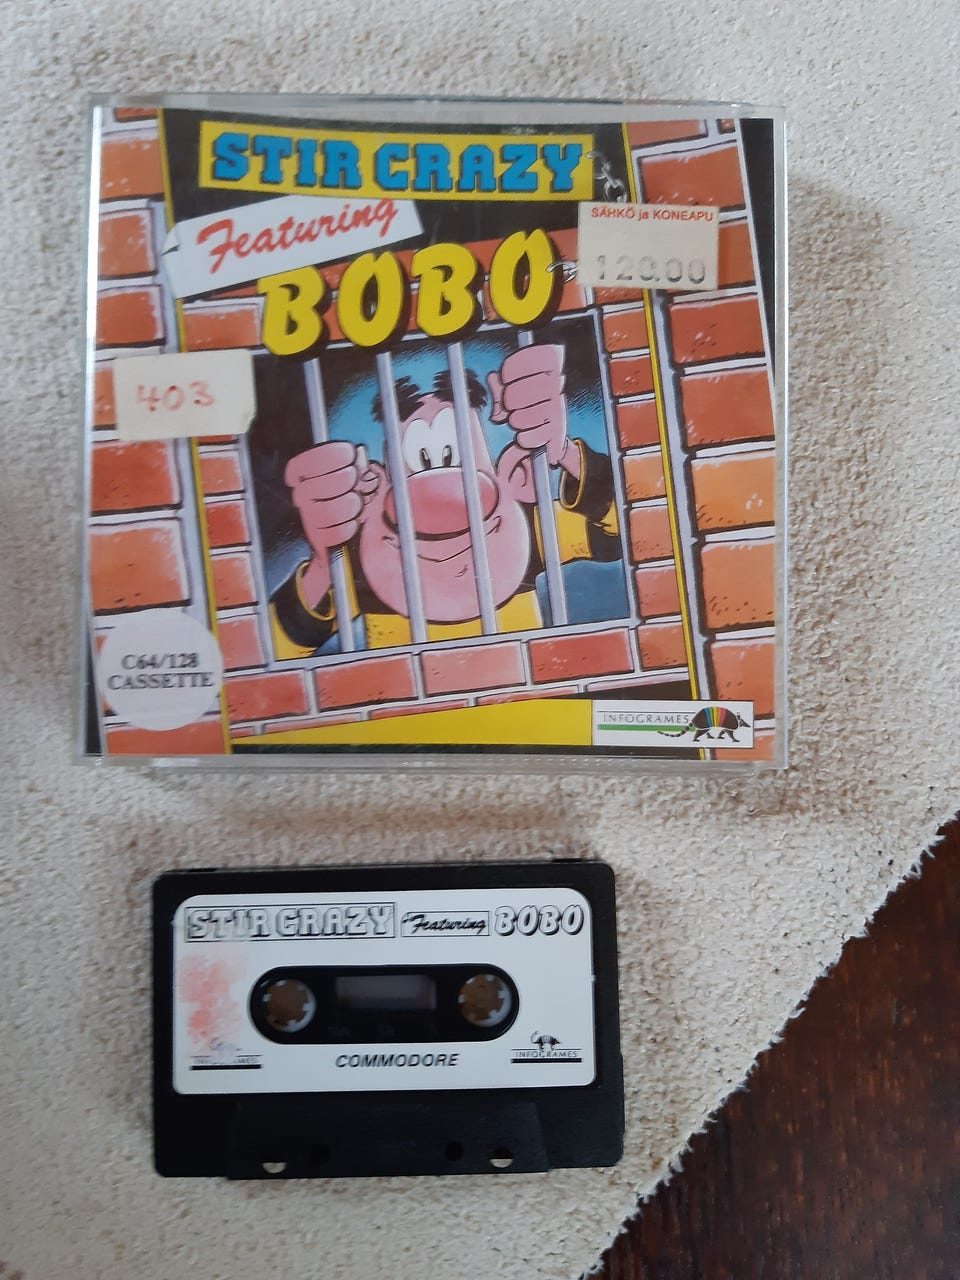 STIR CRAZY
Featuring
BOBO
SÄHKÖ ja KONEAPU
120.00
403
C64/128
CASSETTE
INFOGRAMES
STIR CRAZY Featuring BOBO
COMMODORE
INFOGRAMES